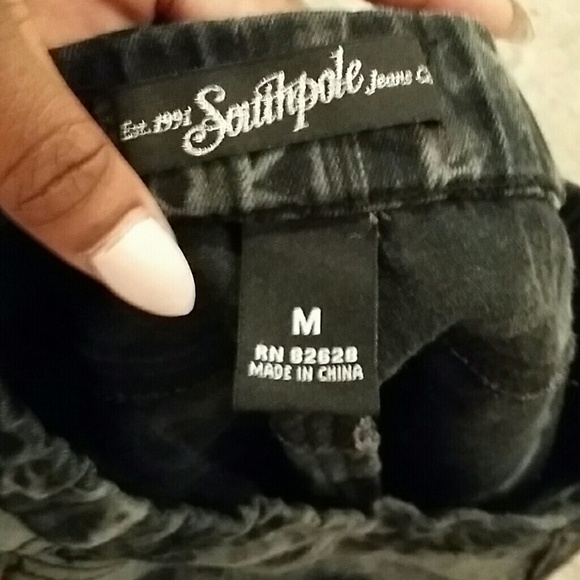 Est. 1991 Southpole Jeans Co.
M
RN 82628
MADE IN CHINA